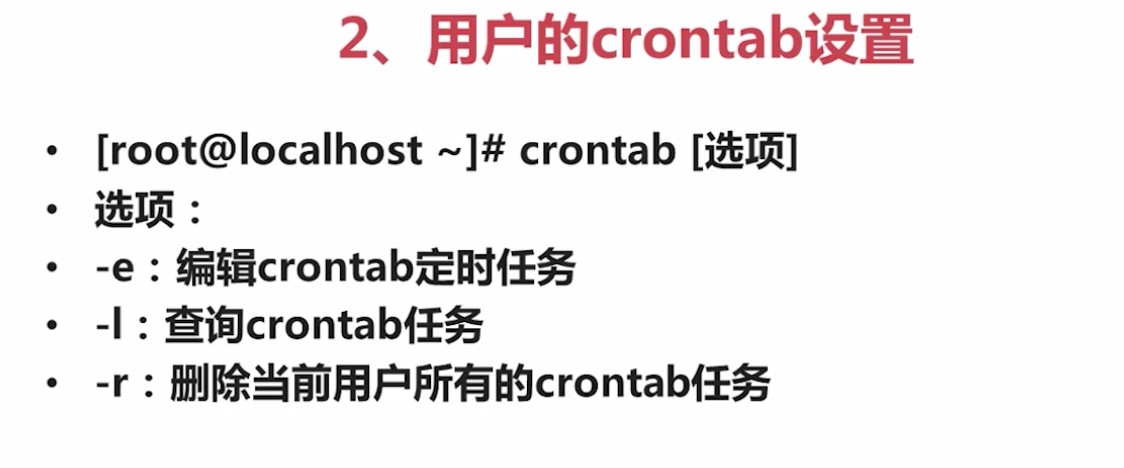 2、用户的crontab设置
• [root@localhost ~]# crontab [选项]
• 选项：
• -e：编辑crontab定时任务
• -l：查询crontab任务
• -r：删除当前用户所有的crontab任务